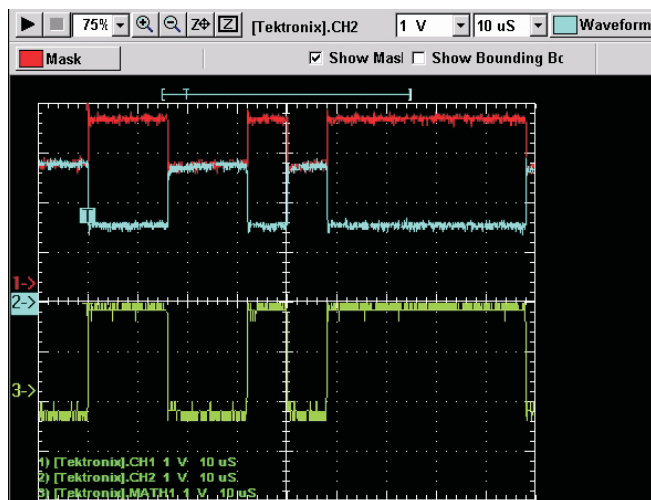 75% Z [Tektronix].CH2 1 V 10 uS Waveform
Mask Show Mas Show Bounding Bc
T
T
1->
2->
3->
1) [Tektronix].CH1 1 V 10 uS
2) [Tektronix].CH2 1 V 10 uS
3) [Tektronix].MATH1 1 V 10 uS